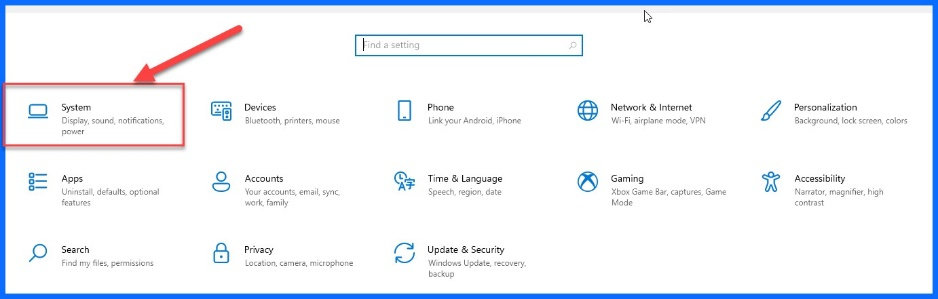 Find a setting
System
Display, sound, notifications,
power
Devices
Bluetooth, printers, mouse
Phone
Link your Android, iPhone
Network & Internet
Wi-Fi, airplane mode, VPN
Personalization
Background, lock screen, colors
Apps
Uninstall, defaults, optional
features
Accounts
Your accounts, email, sync,
work, family
Time & Language
Speech, region, date
Gaming
Xbox Game Bar, captures, Game
Mode
Accessibility
Narrator, magnifier, high
contrast
Search
Find my files, permissions
Privacy
Location, camera, microphone
Update & Security
Windows Update, recovery,
backup